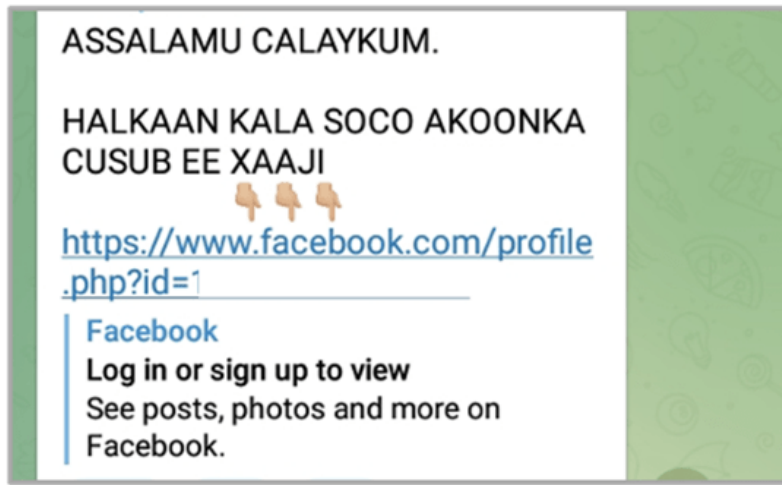 ASSALAMU CALAYKUM.
HALKAAN KALA SOCO AKOONKA
CUSUB EE XAAJI
👇🏼👇🏼👇🏼
https://www.facebook.com/profile
.php?id=1
Facebook
Log in or sign up to view
See posts, photos and more on
Facebook.